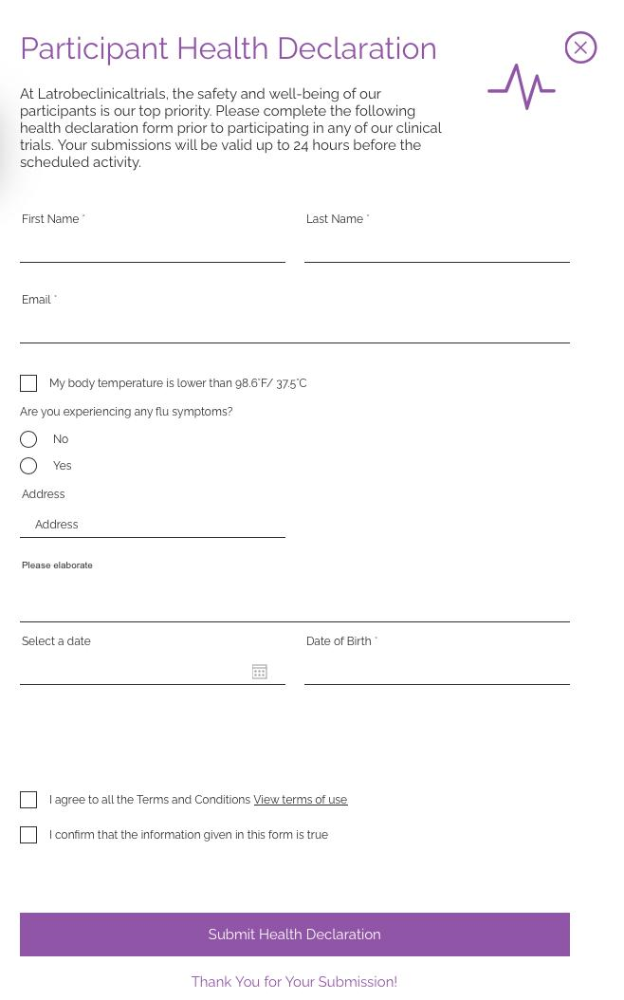 Participant Health Declaration
At Latrobeclinicaltrials, the safety and well-being of our
participants is our top priority. Please complete the following
health declaration form prior to participating in any of our clinical
trials. Your submissions will be valid up to 24 hours before the
scheduled activity.
First Name * Last Name *
Email *
My body temperature is lower than 98.6°F/ 37.5°C
Are you experiencing any flu symptoms?
No
Yes
Address
Address
Please elaborate
Select a date Date of Birth *
I agree to all the Terms and Conditions View terms of use
I confirm that the information given in this form is true
Submit Health Declaration
Thank You for Your Submission!